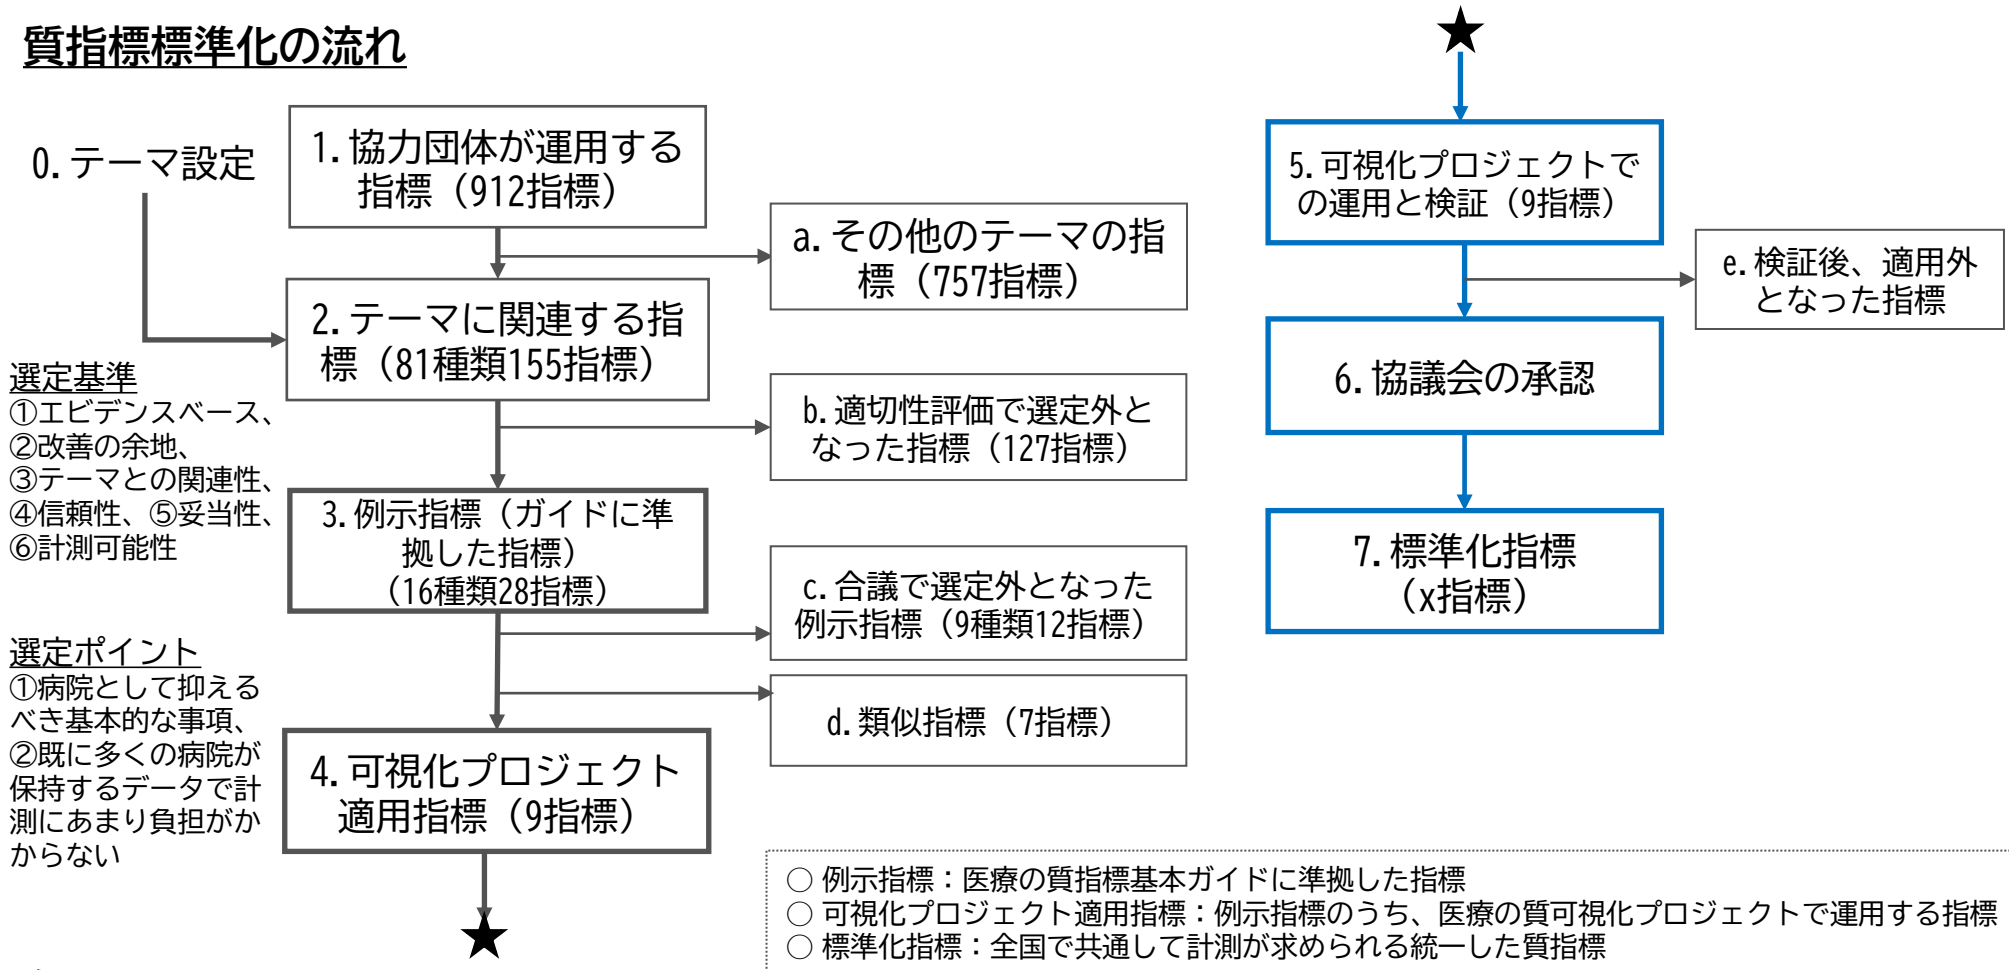 質指標標準化の流れ
0.テーマ設定
1.協力団体が運用する
指標（912指標）
a.その他のテーマの指
標（757指標）
2.テーマに関連する指
標（81種類155指標）
選定基準
①エビデンスベース、
②改善の余地、
③テーマとの関連性、
④信頼性、⑤妥当性、
⑥計測可能性
b.適切性評価で選定外と
なった指標（127指標）
3.例示指標（ガイドに準
拠した指標）
（16種類28指標）
c.合議で選定外となった
例示指標（9種類12指標）
選定ポイント
①病院として抑える
べき基本的な事項、
②既に多くの病院が
保持するデータで計
測にあまり負担がか
からない
d.類似指標（7指標）
4.可視化プロジェクト
適用指標（9指標）
★
★
5.可視化プロジェクトで
の運用と検証（9指標）
e.検証後、適用外
となった指標
6.協議会の承認
7.標準化指標
（x指標）
○ 例示指標：医療の質指標基本ガイドに準拠した指標
○ 可視化プロジェクト適用指標：例示指標のうち、医療の質可視化プロジェクトで運用する指標
○ 標準化指標：全国で共通して計測が求められる統一した質指標